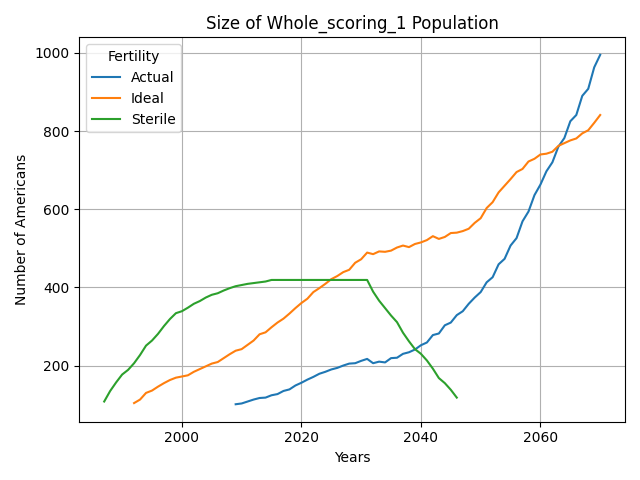 Size of Whole_scoring_1 Population
Fertility
Actual
Ideal
Sterile
Number of Americans
1000
800
600
400
200
2000
2020
2040
2060
Years